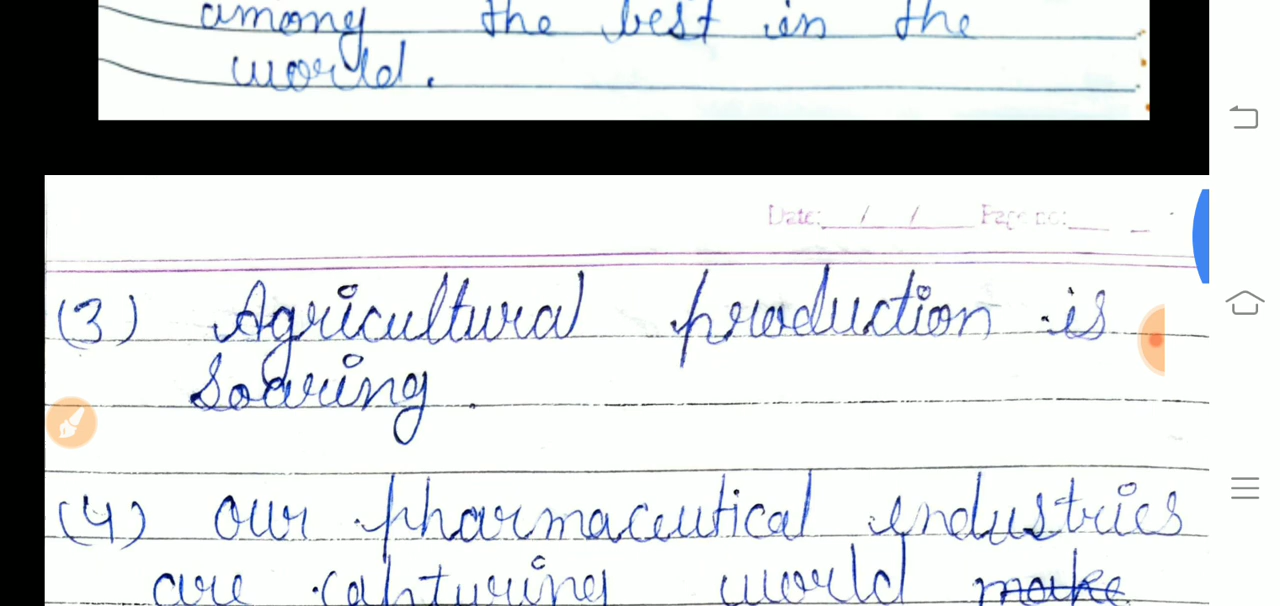 among the best in the
world.
Date: / / Page no:
(3) Agricultural production is
soaring.
(4) Our pharmaceutical industries
are capturing world make